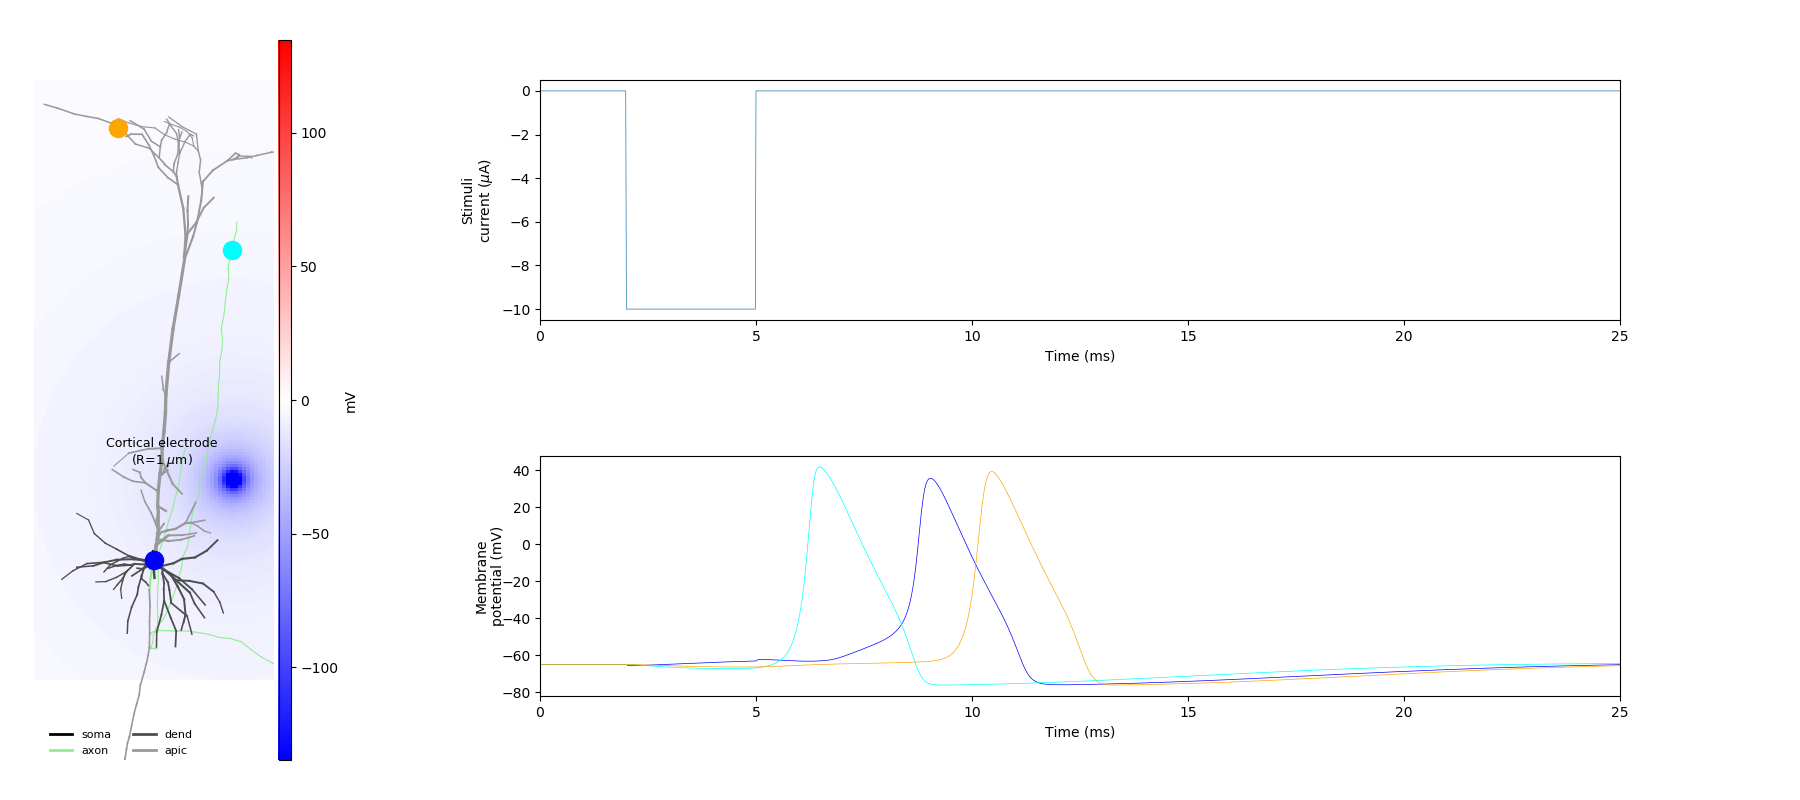 100
50
0
−50
−100
mV
Cortical electrode
(R=1 μm)
soma
axon
dend
apic
Stimuli
current (μA)
0
−2
−4
−6
−8
−10
0 5 10 15 20 25
Time (ms)
Membrane
potential (mV)
40
20
0
−20
−40
−60
−80
0 5 10 15 20 25
Time (ms)